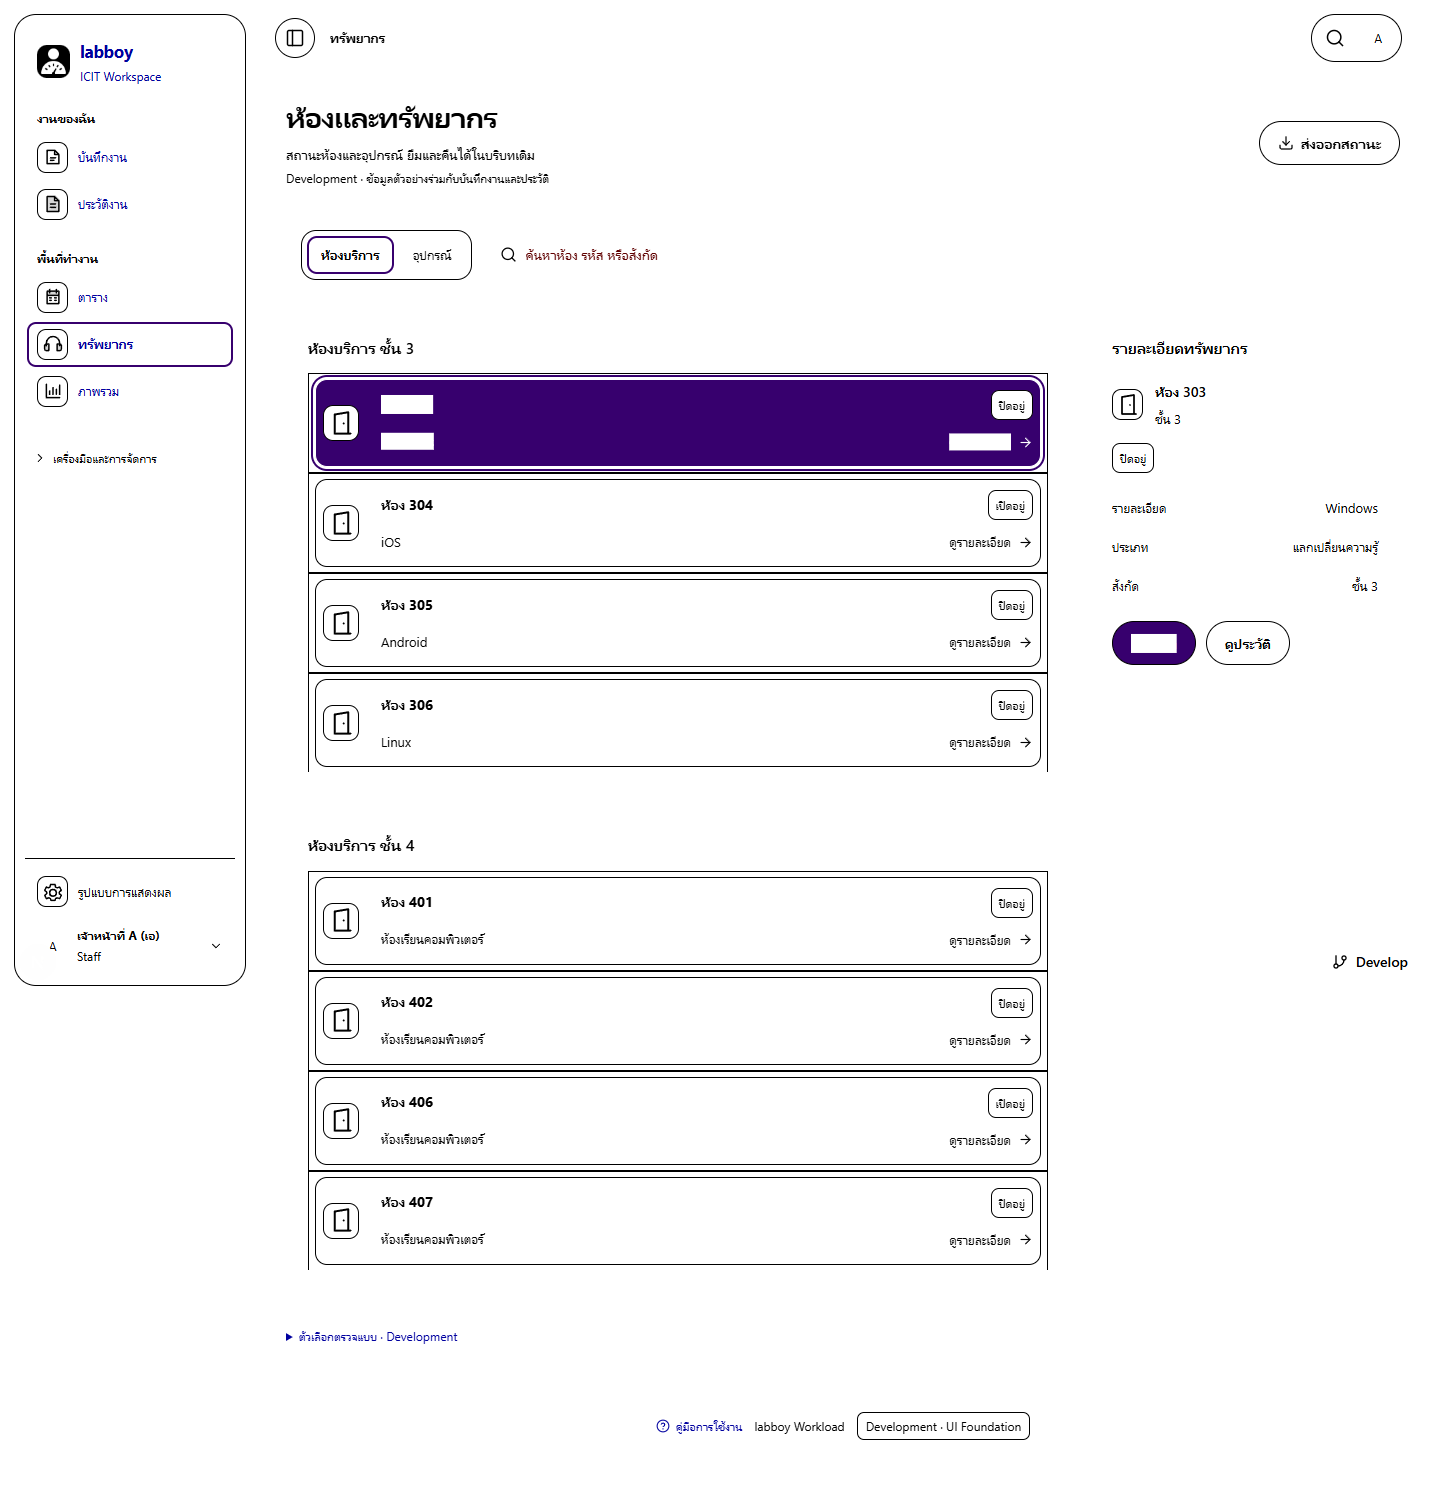 labboy
ICIT Workspace
งานของฉัน
บันทึกงาน
ประวัติงาน
พื้นที่ทำงาน
ตาราง
ทรัพยากร
ภาพรวม
เครื่องมือและการจัดการ
รูปแบบการแสดงผล
A
เจ้าหน้าที่ A (เอ)
Staff
ทรัพยากร
A
ห้องและทรัพยากร
สถานะห้องและอุปกรณ์ ยืมและคืนได้ในบริบทเดิม
Development · ข้อมูลตัวอย่างร่วมกับบันทึกงานและประวัติ
ส่งออกสถานะ
ห้องบริการ
อุปกรณ์
ค้นหาห้อง รหัส หรือสังกัด
ห้องบริการ ชั้น 3
ปิดอยู่
ห้อง 304
เปิดอยู่
iOS
ดูรายละเอียด
ห้อง 305
ปิดอยู่
Android
ดูรายละเอียด
ห้อง 306
ปิดอยู่
Linux
ดูรายละเอียด
รายละเอียดทรัพยากร
ห้อง 303
ชั้น 3
ปิดอยู่
รายละเอียด Windows
ประเภท แลกเปลี่ยนความรู้
สังกัด ชั้น 3
ดูประวัติ
ห้องบริการ ชั้น 4
ห้อง 401
ปิดอยู่
ห้องเรียนคอมพิวเตอร์
ดูรายละเอียด
ห้อง 402
ปิดอยู่
ห้องเรียนคอมพิวเตอร์
ดูรายละเอียด
ห้อง 406
เปิดอยู่
ห้องเรียนคอมพิวเตอร์
ดูรายละเอียด
ห้อง 407
ปิดอยู่
ห้องเรียนคอมพิวเตอร์
ดูรายละเอียด
Develop
ตัวเลือกตรวจแบบ · Development
คู่มือการใช้งาน
labboy Workload
Development · UI Foundation